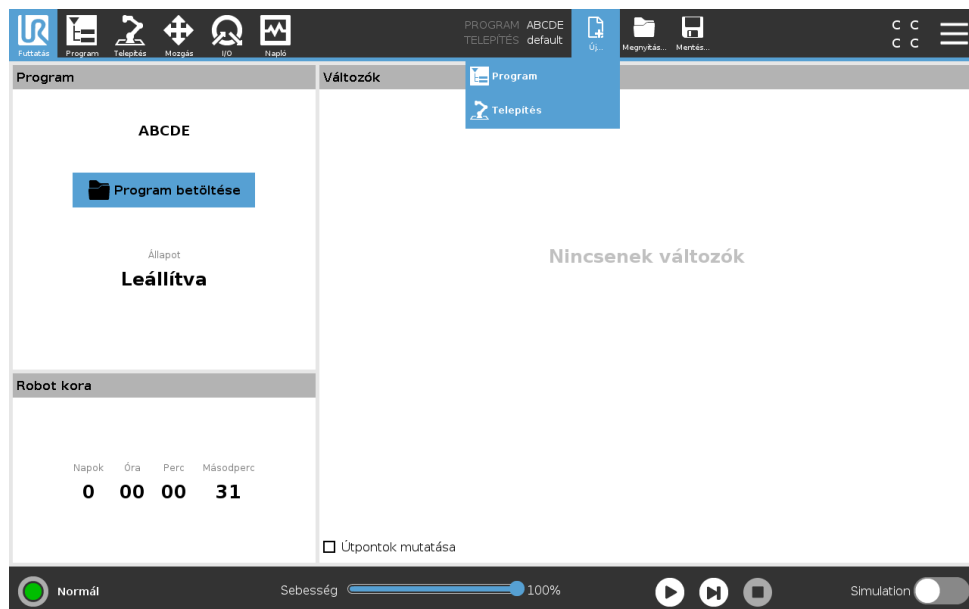 UR
Futtatás Program Telepítés Mozgás I/O Napló
PROGRAM ABCDE
TELEPÍTÉS default
Új... Megnyitás... Mentés...
C C
C C
Program
Telepítés
Program
ABCDE
Program betöltése
Állapot
Leállítva
Robot kora
Napok Óra Perc Másodperc
0 00 00 31
Változók
Nincsenek változók
Útpontok mutatása
Normál
Sebesség 100%
Simulation